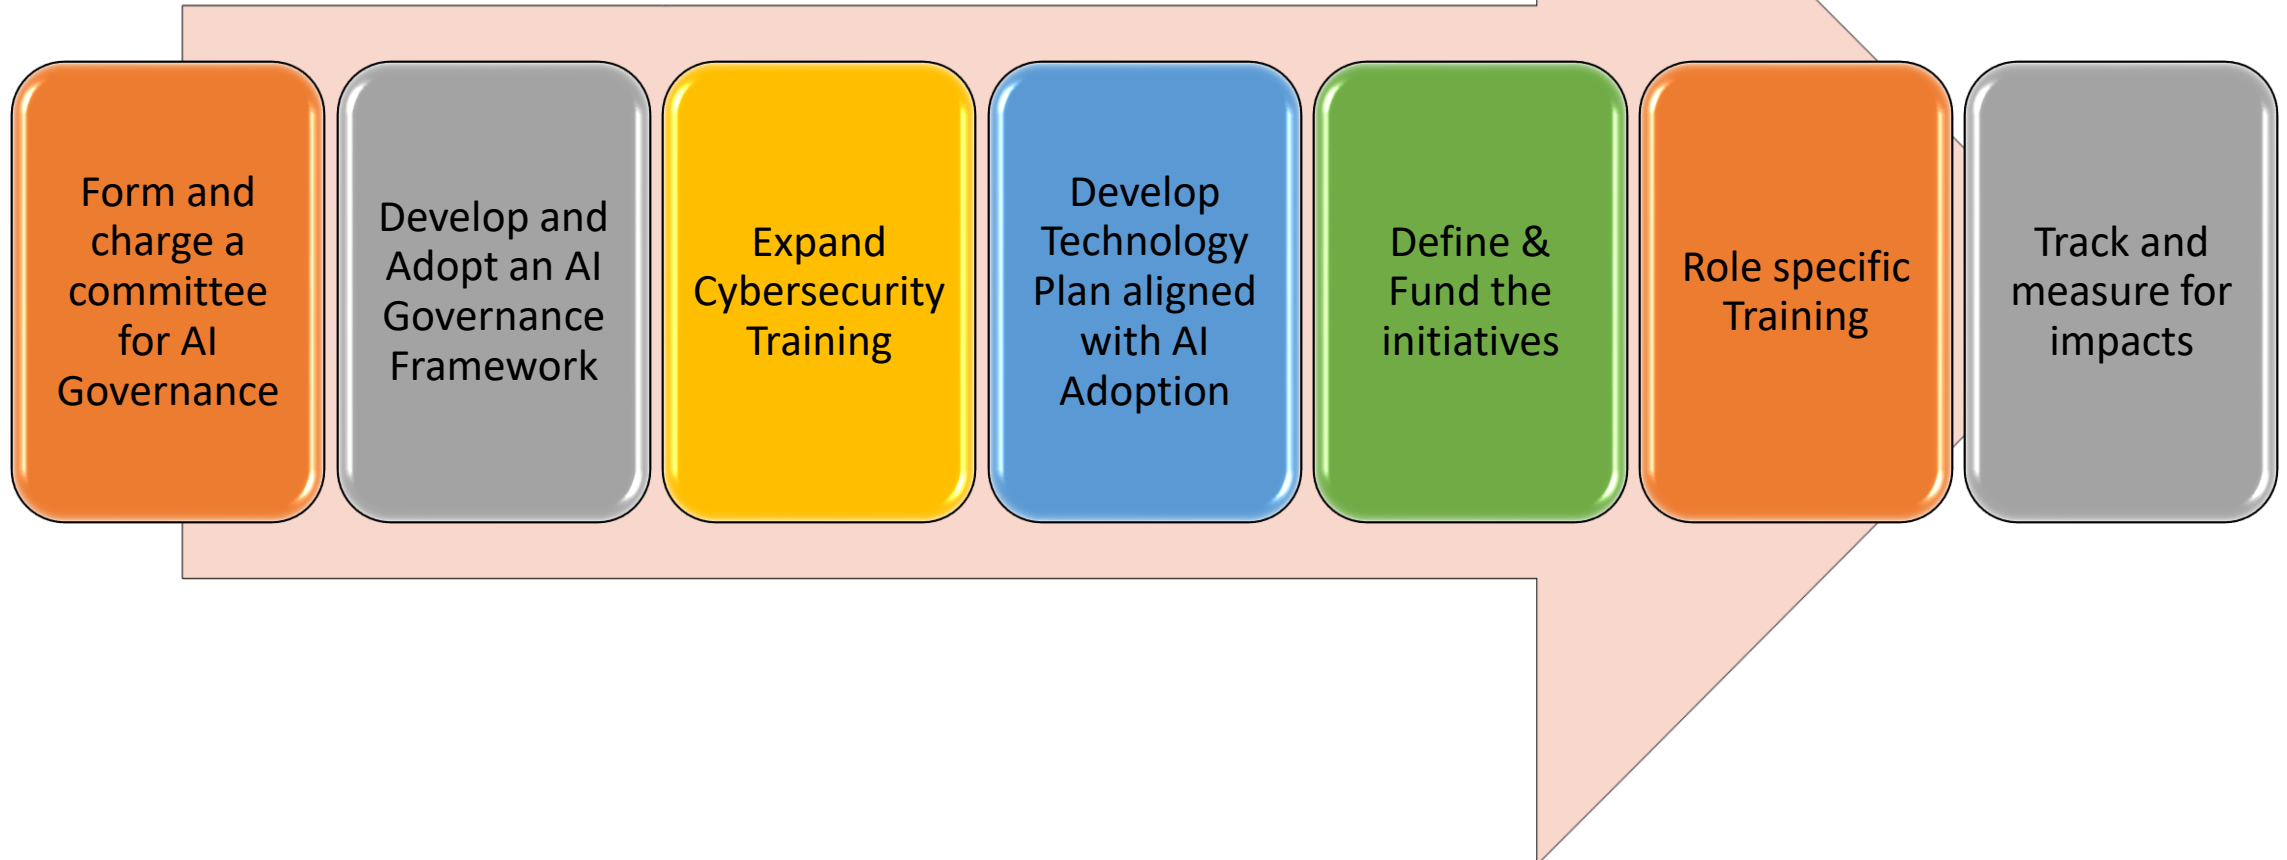 Form and
charge a
committee
for AI
Governance
Develop and
Adopt an AI
Governance
Framework
Expand
Cybersecurity
Training
Develop
Technology
Plan aligned
with AI
Adoption
Define &
Fund the
initiatives
Role specific
Training
Track and
measure for
impacts